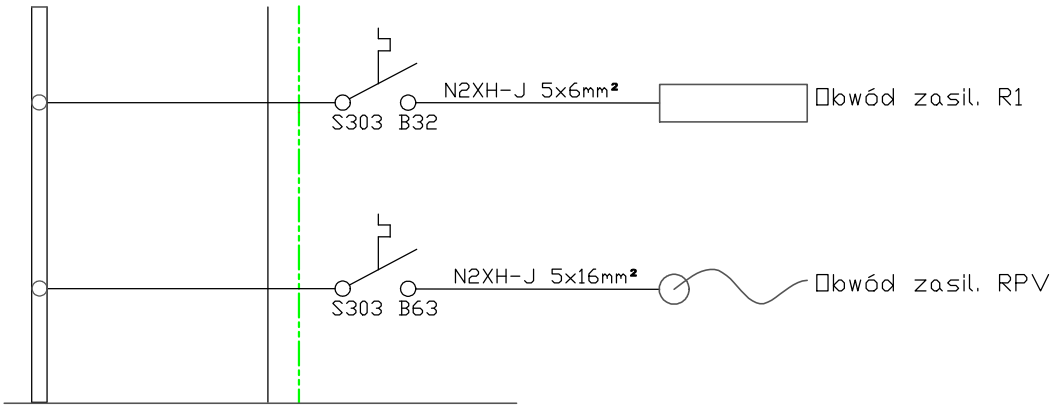 N2XH-J 5x6mm²
Obwód zasil. R1
S303 B32
N2XH-J 5x16mm²
Obwód zasil. RPV
S303 B63